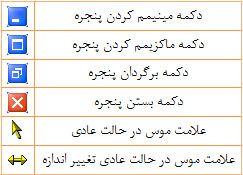 دکمه مینیمم کردن پنجره
دکمه ماکزیمم کردن پنجره
دکمه برگردان پنجره
دکمه بستن پنجره
علامت موس در حالت عادی
علامت موس در حالت عادی تغییر اندازه